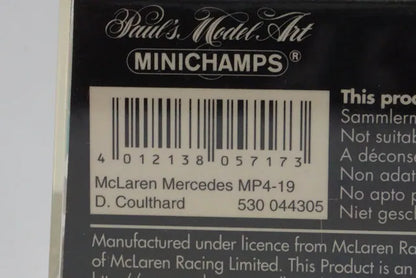 Paul's Model Art
MINICHAMPS®
4 012138 057173
McLaren Mercedes MP4-19
D. Coulthard 530 044305
This
Sammlerm
Not suitab
A déconse
Non adat
No apto p
Niet gesch
Manufactured under licence from McLaren Ra
of McLaren Racing Limited. This Product is a